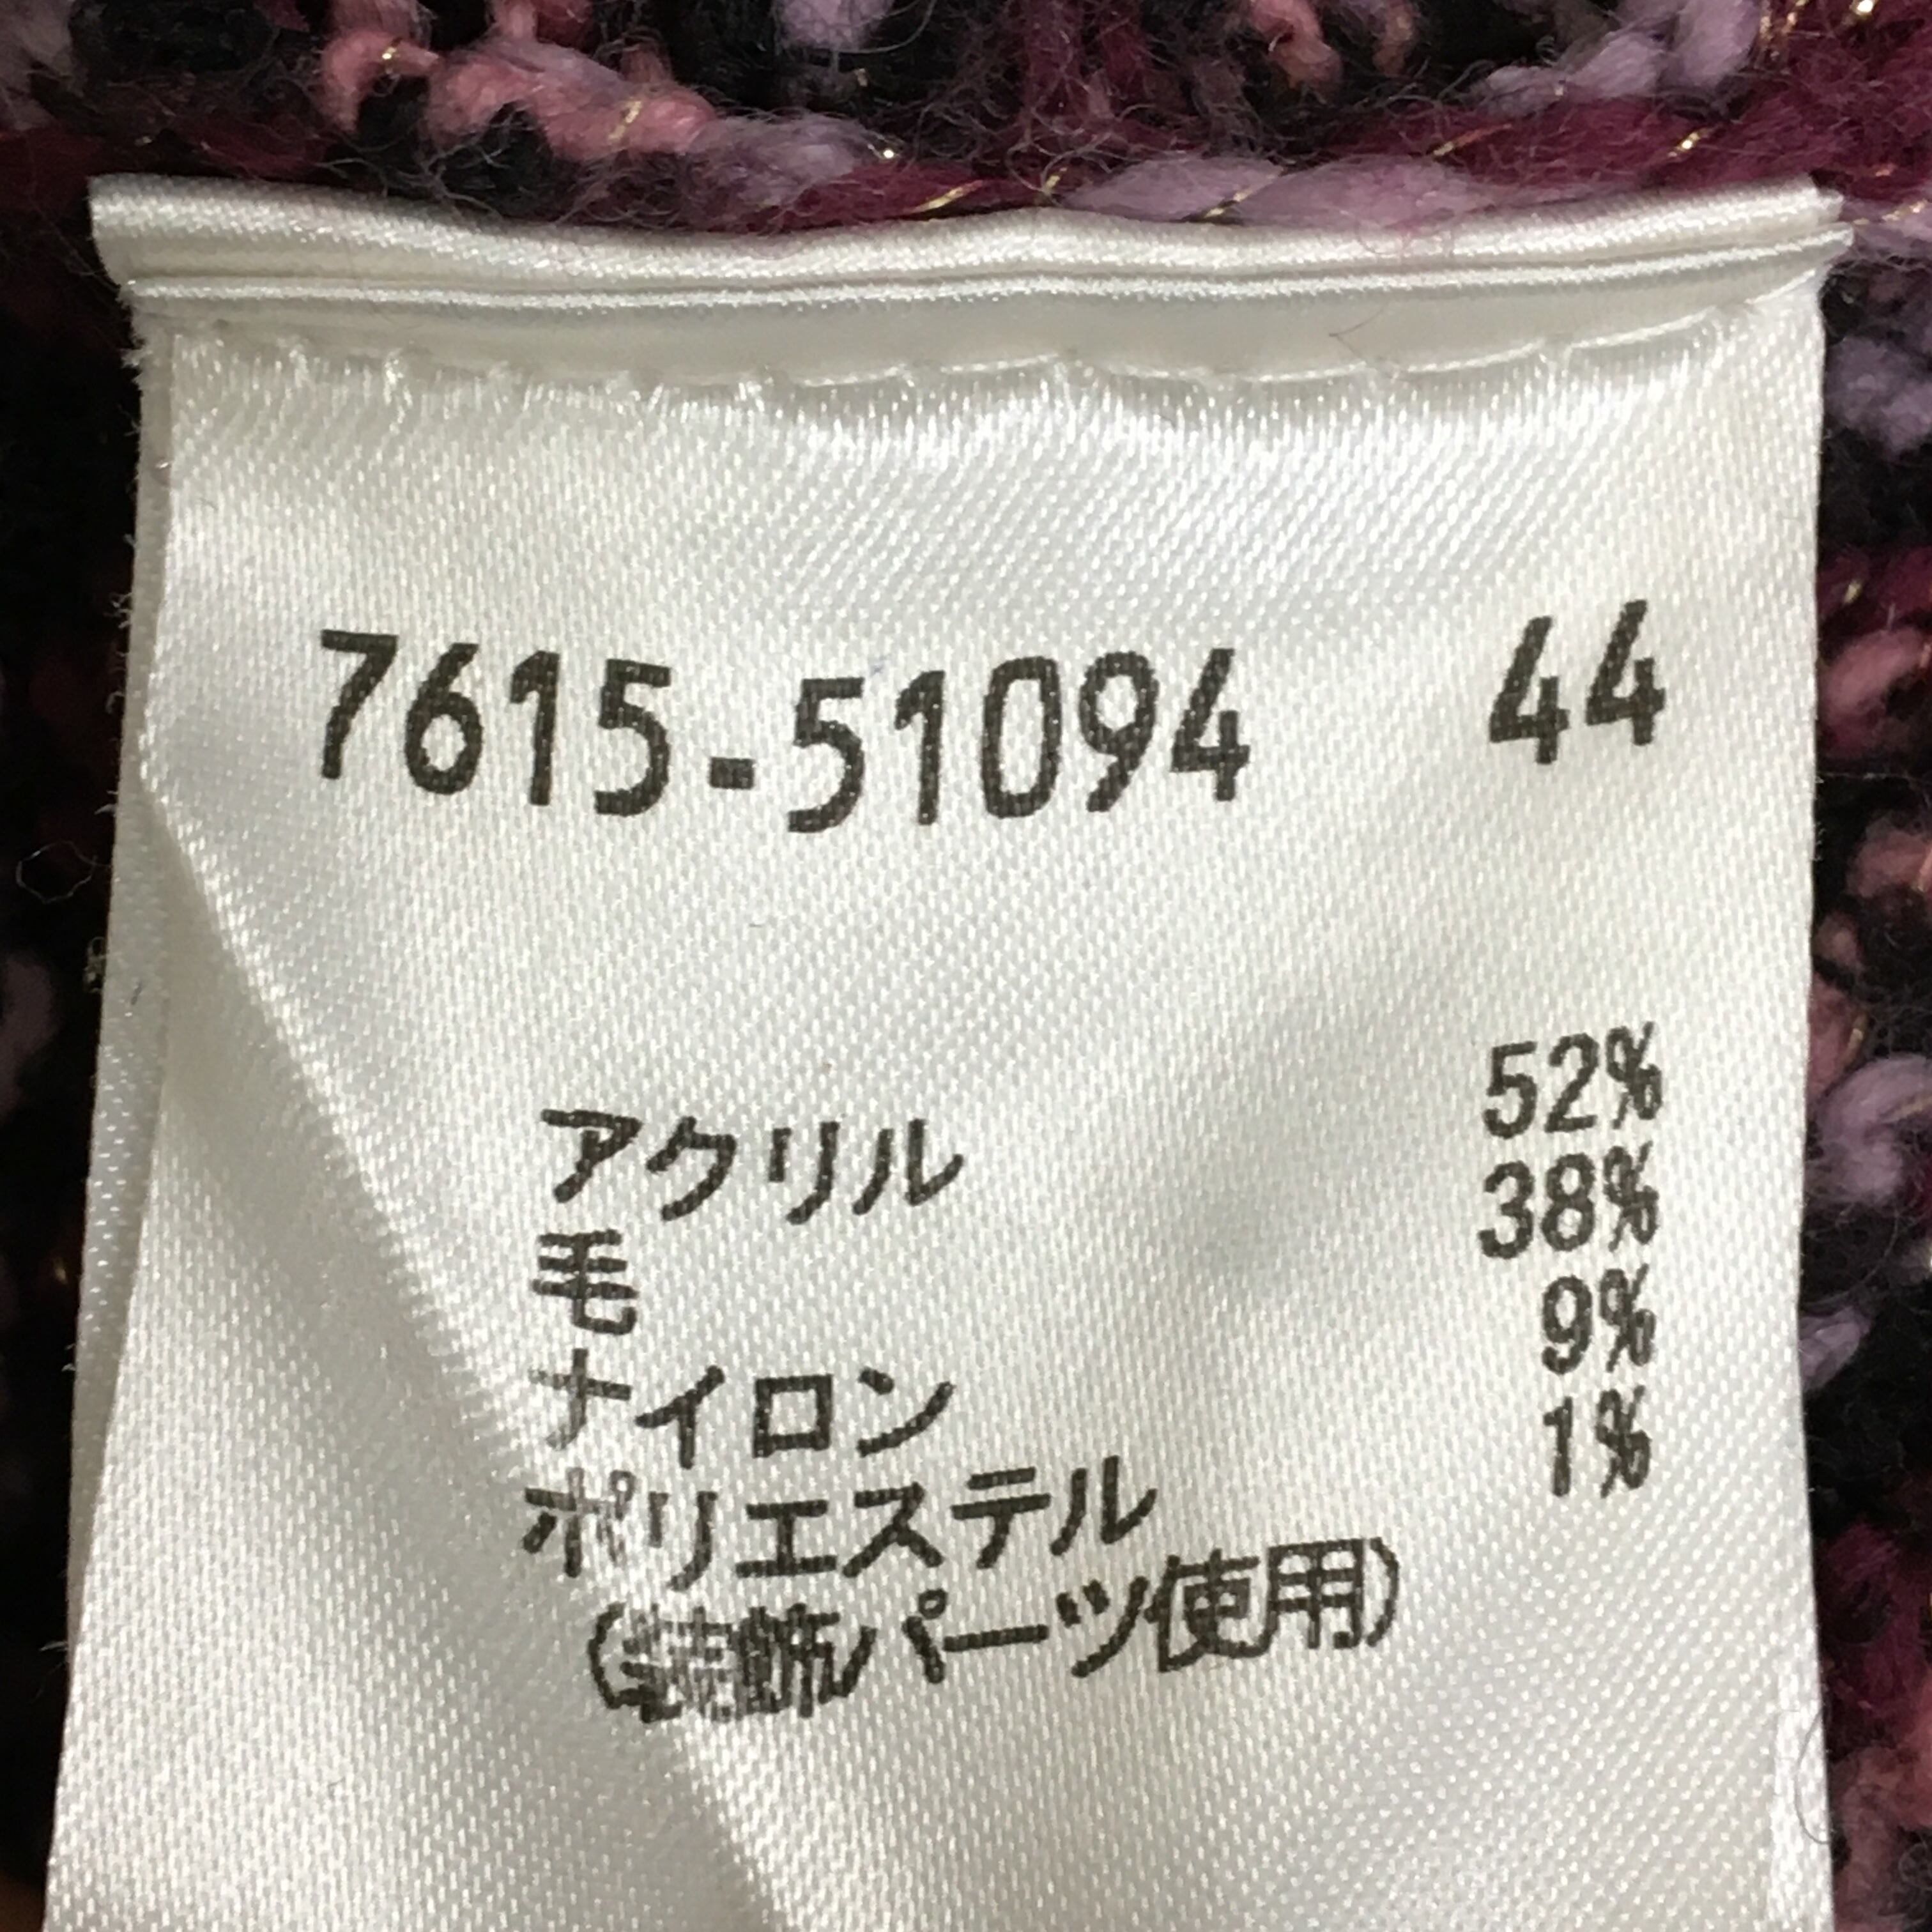 7615-51094 44
アクリル 52%
毛 38%
ナイロン 9%
ポリエステル 1%
(装飾パーツ使用)